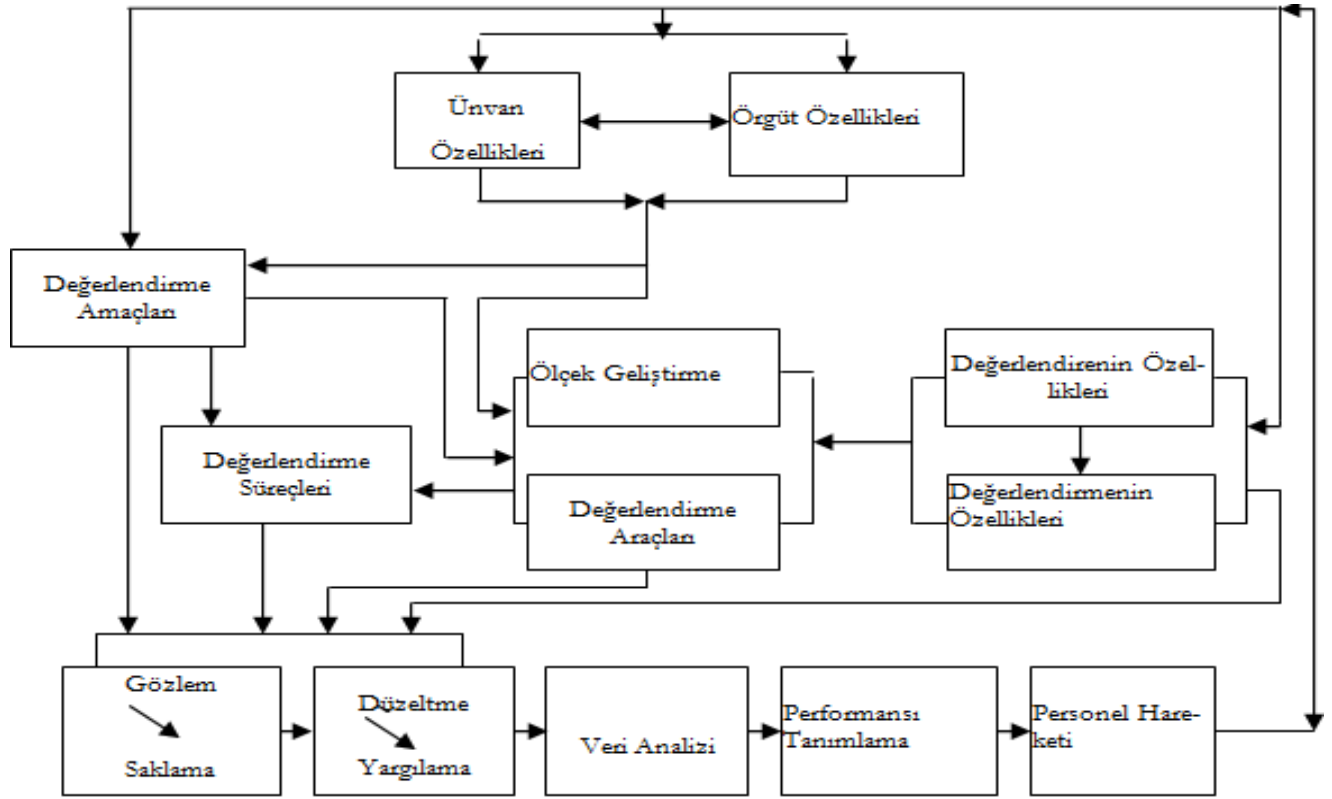 Ünvan
Özellikleri
Örgüt Özellikleri
Değerlendirme
Amaçları
Ölçek Geliştirme
Değerlendirenin Özel-
likleri
Değerlendirme
Süreçleri
Değerlendirme
Araçları
Değerlendirmenin
Özellikleri
Gözlem
Saklama
Düzeltme
Yargılama
Veri Analizi
Performansı
Tanımlama
Personel Hare-
keti